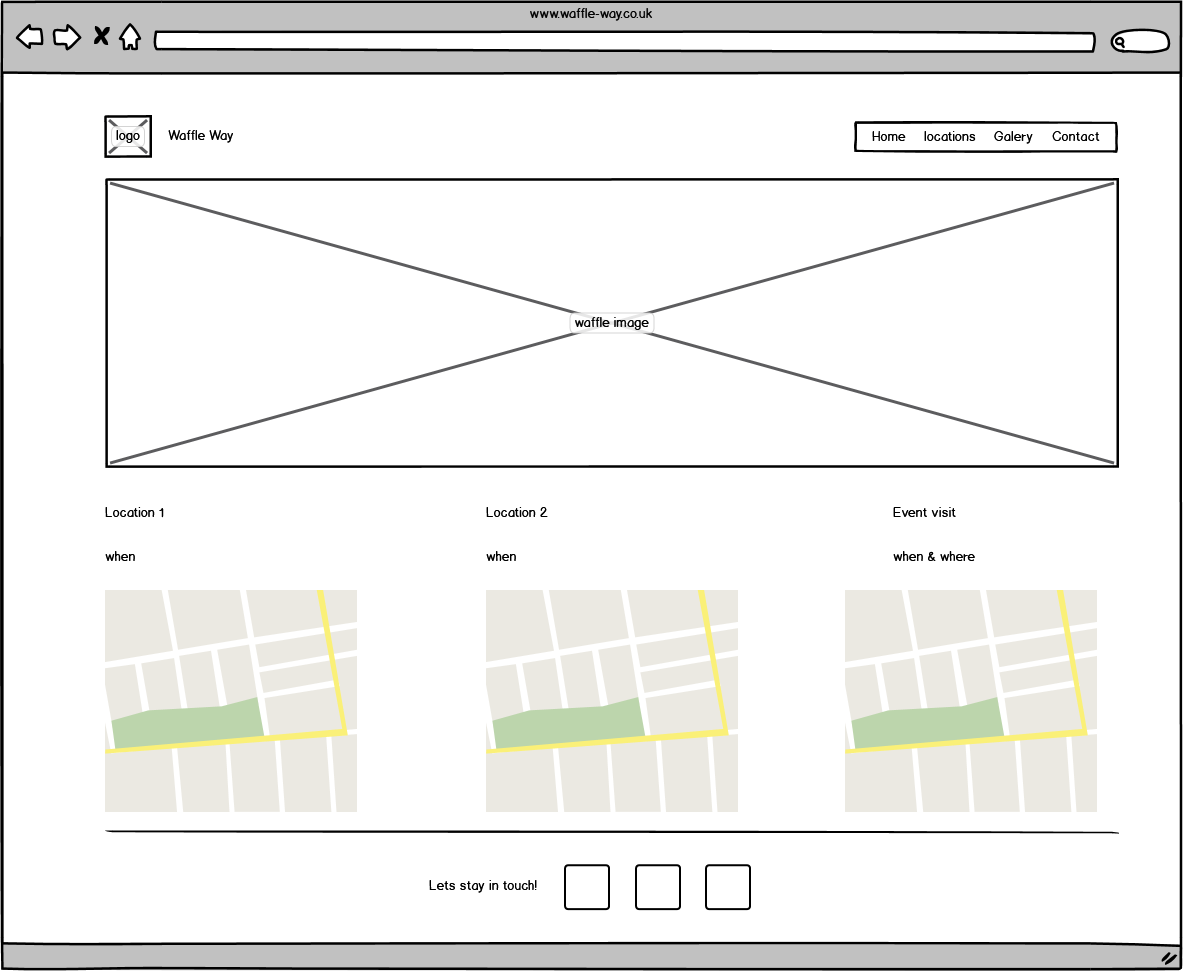 www.waffle-way.co.uk
logo
Waffle Way
Home locations Galery Contact
waffle image
Location 1
Location 2
Event visit
when
when
when & where
Lets stay in touch!